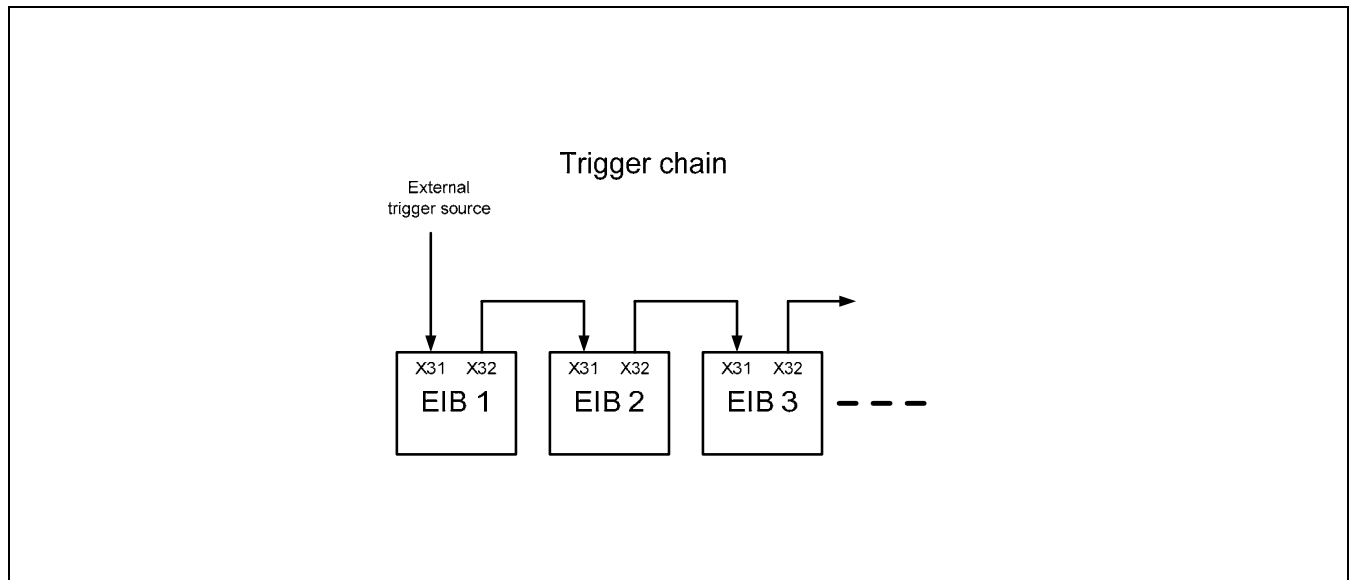 Trigger chain
External
trigger source
X31 X32
EIB 1
X31 X32
EIB 2
X31 X32
EIB 3